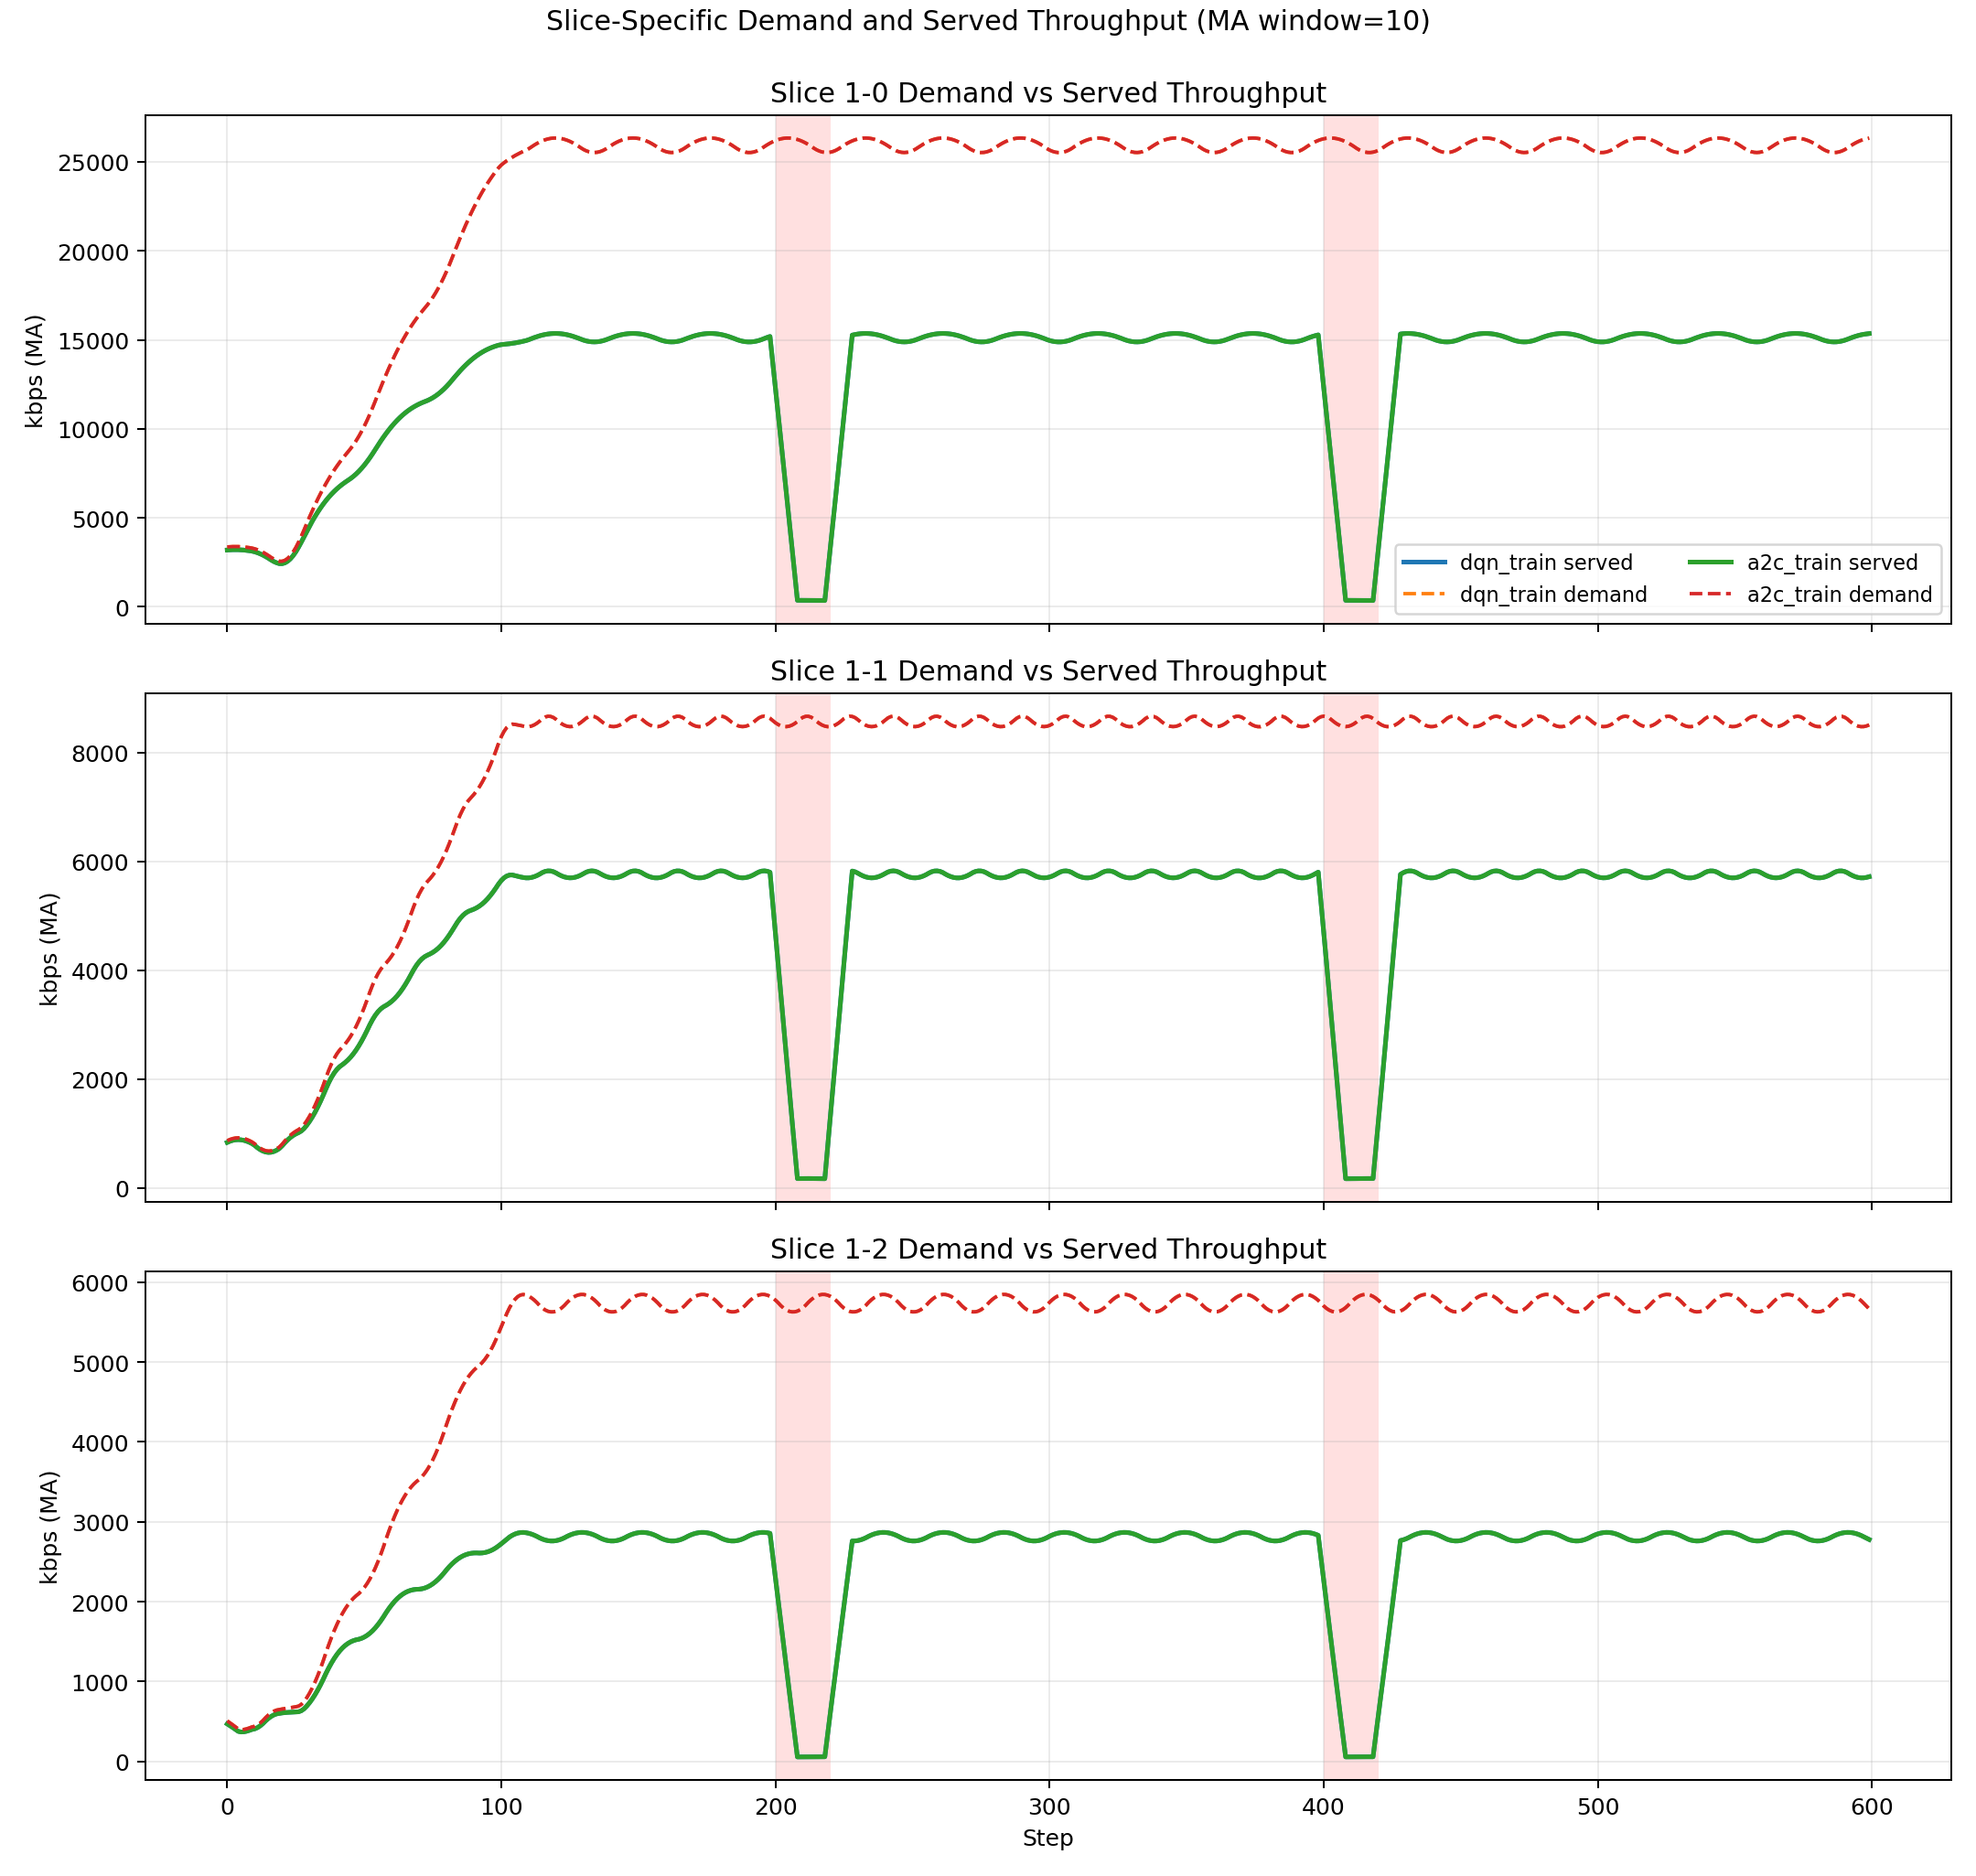 Slice-Specific Demand and Served Throughput (MA window=10)
Slice 1-0 Demand vs Served Throughput
kbps (MA)
25000
20000
15000
10000
5000
0
dqn_train served
dqn_train demand
a2c_train served
a2c_train demand
Slice 1-1 Demand vs Served Throughput
kbps (MA)
8000
6000
4000
2000
0
Slice 1-2 Demand vs Served Throughput
kbps (MA)
6000
5000
4000
3000
2000
1000
0
0 100 200 300 400 500 600
Step